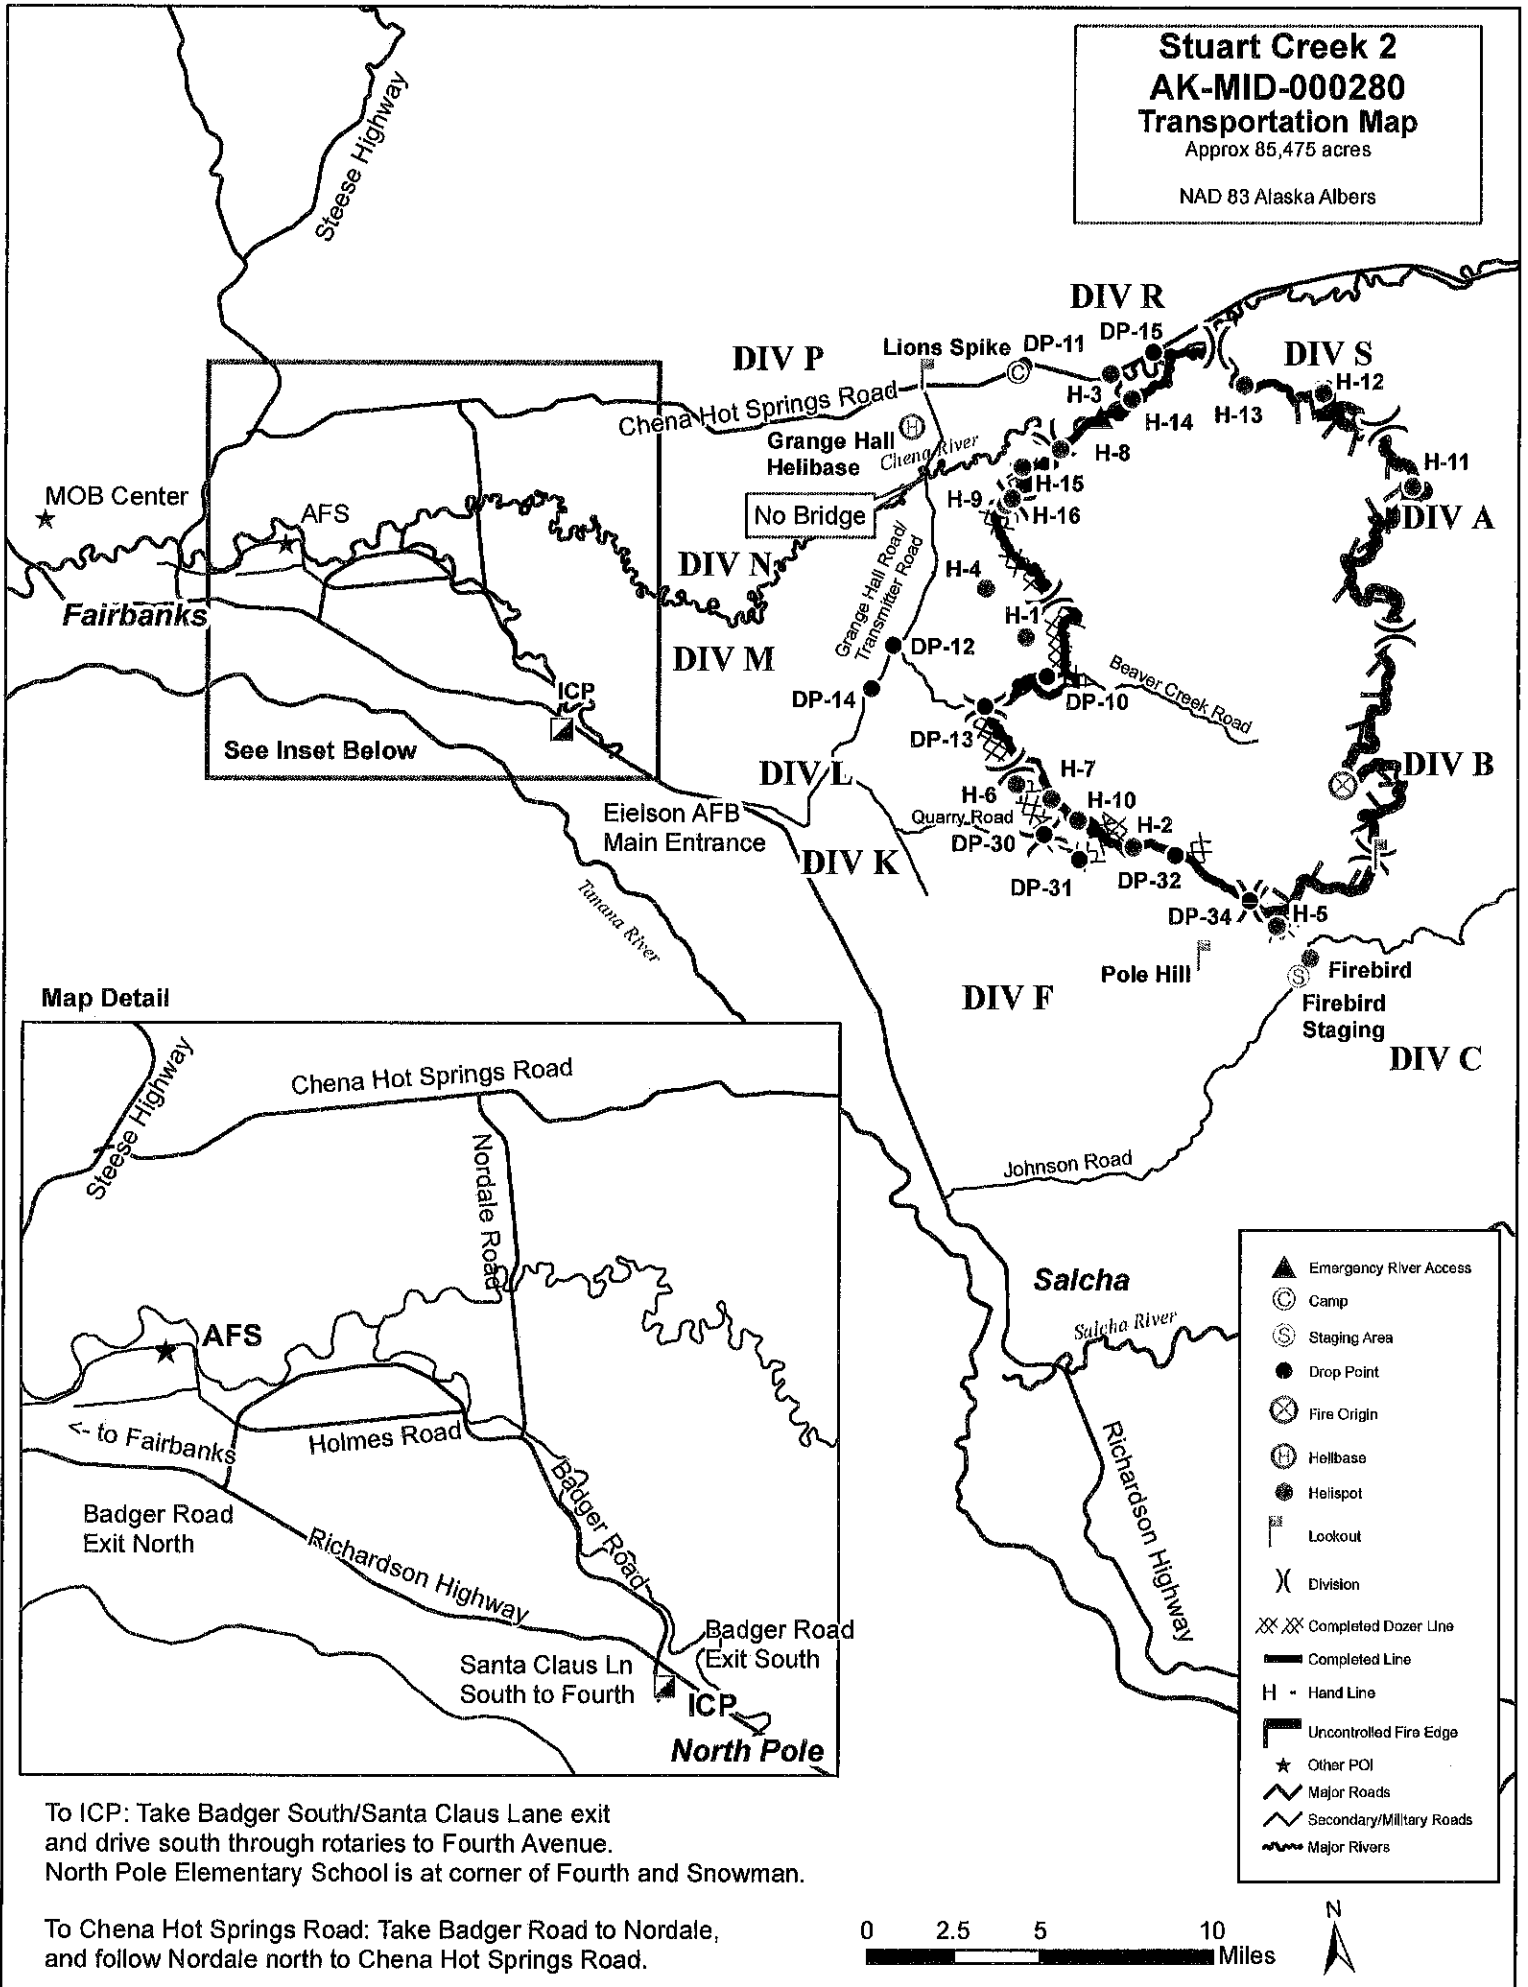 Stuart Creek 2
AK-MID-000280
Transportation Map
Approx 85,475 acres
NAD 83 Alaska Albers
Steese Highway
DIV R
DIV P
Lions Spike
DP-11
DP-15
DIV S
H-3
H-12
H-14
H-13
Chena Hot Springs Road
Grange Hall
Helibase
H
C
Chena River
H-8
H-11
H-15
H-9
H-16
DIV A
MOB Center
AFS
No Bridge
DIV N
H-4
Grange Hall Road/
Transmitter Road
H-1
Fairbanks
DIV M
DP-12
Beaver Creek Road
ICP
DP-14
DP-10
DP-13
See Inset Below
DIV L
DIV B
H-7
H-6
H-10
Eielson AFB
Main Entrance
Quarry Road
H-2
DP-30
DIV K
DP-31
DP-32
Tanana River
DP-34
H-5
Pole Hill
Firebird
S
Firebird
Staging
DIV F
DIV C
Map Detail
Steese Highway
Chena Hot Springs Road
Nordale Road
Johnson Road
AFS
<- to Fairbanks
Holmes Road
Badger Road
Badger Road
Exit North
Richardson Highway
Badger Road
Exit South
Santa Claus Ln
South to Fourth
ICP
North Pole
Salcha
Salcha River
Richardson Highway
Emergency River Access
C Camp
S Staging Area
Drop Point
Fire Origin
H Helibase
Helispot
Lookout
)( Division
Completed Dozer Line
Completed Line
Hand Line
Uncontrolled Fire Edge
Other POI
Major Roads
Secondary/Military Roads
Major Rivers
To ICP: Take Badger South/Santa Claus Lane exit
and drive south through rotaries to Fourth Avenue.
North Pole Elementary School is at corner of Fourth and Snowman.
To Chena Hot Springs Road: Take Badger Road to Nordale,
and follow Nordale north to Chena Hot Springs Road.
0 2.5 5 10
Miles
N